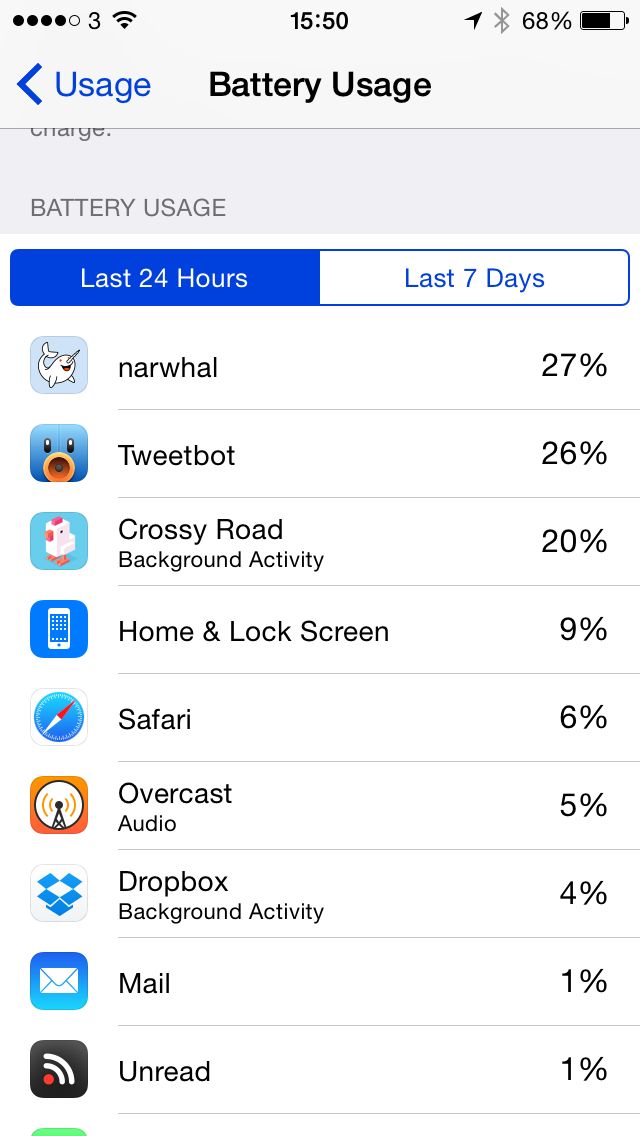 3 15:50 68%
Usage Battery Usage
charge.
BATTERY USAGE
Last 24 Hours Last 7 Days
narwhal 27%
Tweetbot 26%
Crossy Road
Background Activity 20%
Home & Lock Screen 9%
Safari 6%
Overcast
Audio 5%
Dropbox
Background Activity 4%
Mail 1%
Unread 1%